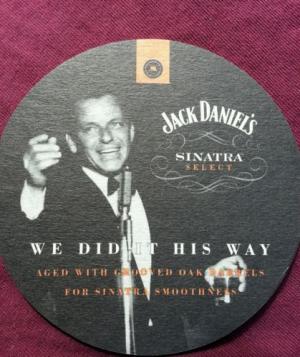 JACK DANIEL'S
SINATRA
SELECT
WE DID IT HIS WAY
AGED WITH GROOVED OAK BARRELS
FOR SINATRA SMOOTHNESS